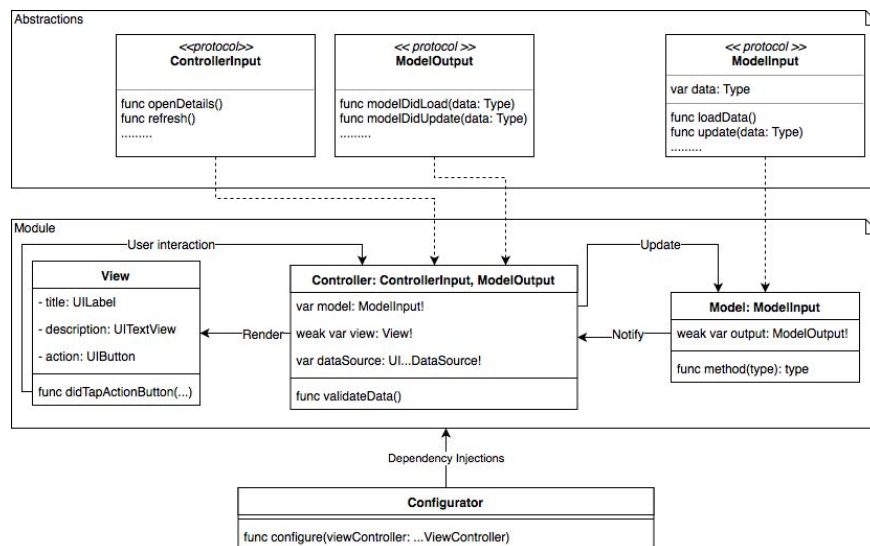 Abstractions
<<protocol>>
ControllerInput
func openDetails()
func refresh()
.........
<< protocol >>
ModelOutput
func modelDidLoad(data: Type)
func modelDidUpdate(data: Type)
.........
<< protocol >>
ModelInput
var data: Type
func loadData()
func update(data: Type)
.........
Module
User interaction
Update
View
- title: UILabel
- description: UITextView
- action: UIButton
func didTapActionButton(...)
Render
Controller: ControllerInput, ModelOutput
var model: ModelInput!
weak var view: View!
var dataSource: UI...DataSource!
func validateData()
Notify
Model: ModelInput
weak var output: ModelOutput!
func method(type): type
Dependency Injections
Configurator
func configure(viewController: ...ViewController)